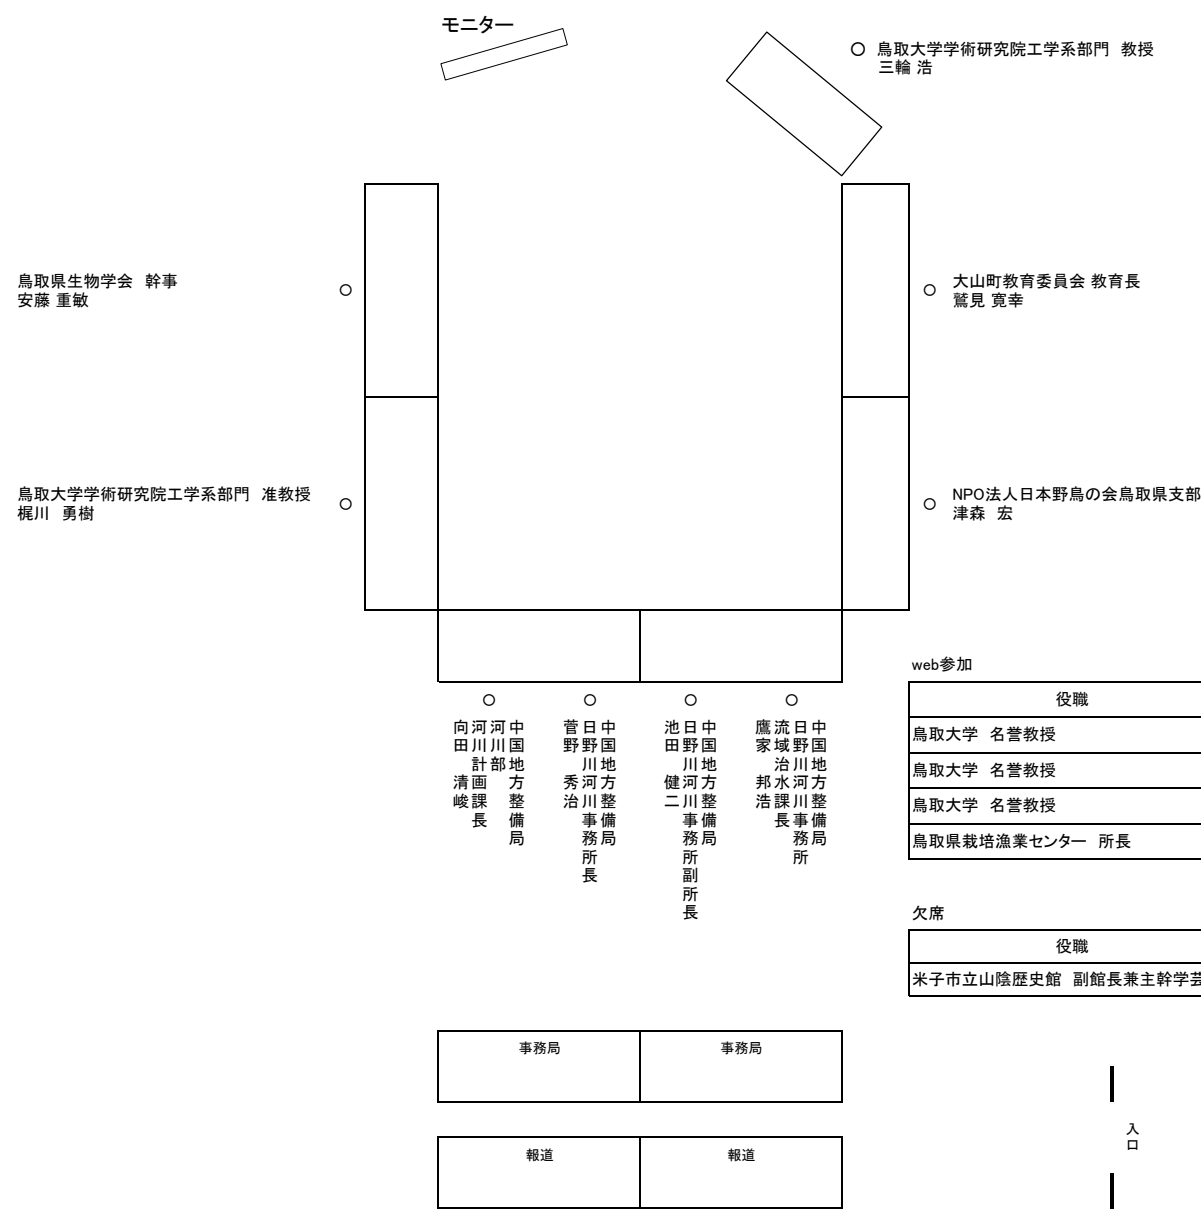 モニター
鳥取大学学術研究院工学系部門　教授
三輪 浩
鳥取県生物学会　幹事
安藤 重敏
大山町教育委員会 教育長
鷲見 寛幸
鳥取大学学術研究院工学系部門　准教授
梶川　勇樹
NPO法人日本野鳥の会鳥取県支部
津森　宏
中国地方整備局
河川部
河川計画課長
向田　清峻
中国地方整備局
日野川河川事務所長
菅野　秀治
中国地方整備局
日野川河川事務所副所長
池田　健二
中国地方整備局
日野川河川事務所
流域治水課長
鷹家　邦浩
web参加
役職
鳥取大学　名誉教授
鳥取大学　名誉教授
鳥取大学　名誉教授
鳥取県栽培漁業センター　所長
欠席
役職
米子市立山陰歴史館　副館長兼主幹学芸
事務局
事務局
入口
報道
報道